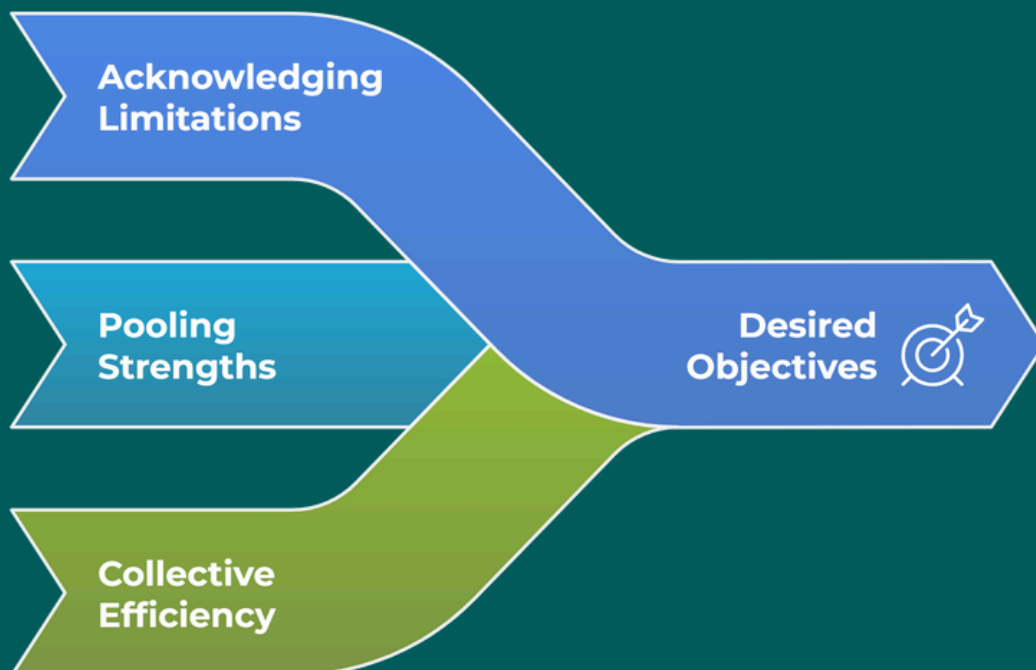 Acknowledging
Limitations
Pooling
Strengths
Desired
Objectives
Collective
Efficiency